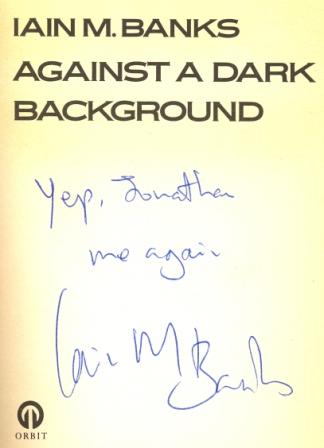 IAIN M. BANKS
AGAINST A DARK
BACKGROUND
Yep, Jonathan
me again
Iain M Banks
ORBIT